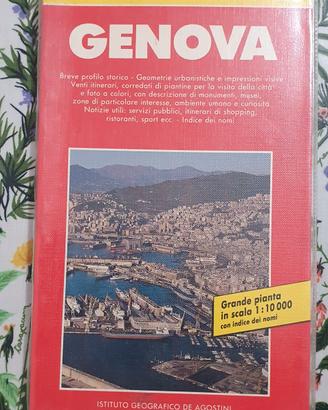 GENOVA
Breve profilo storico - Geometrie urbanistiche e impressioni visive
Venti itinerari, corredati di piantine per la visita della città
e foto a colori, con descrizione di monumenti, musei,
zone di particolare interesse, ambiente umano e curiosità
Notizie utili: servizi pubblici, itinerari di shopping,
ristoranti, sport ecc. - Indice dei nomi
Grande pianta
in scala 1:10 000
con indice dei nomi
ISTITUTO GEOGRAFICO DE AGOSTINI